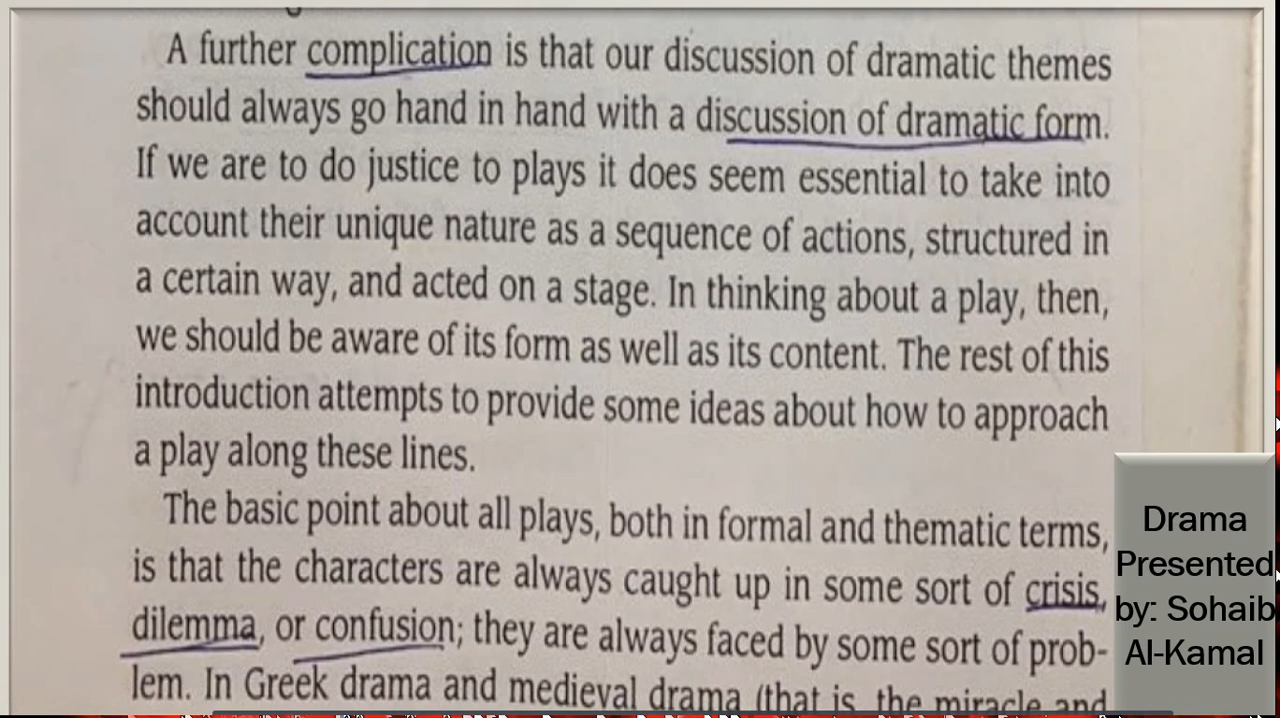 A further complication is that our discussion of dramatic themes
should always go hand in hand with a discussion of dramatic form.
If we are to do justice to plays it does seem essential to take into
account their unique nature as a sequence of actions, structured in
a certain way, and acted on a stage. In thinking about a play, then,
we should be aware of its form as well as its content. The rest of this
introduction attempts to provide some ideas about how to approach
a play along these lines.
The basic point about all plays, both in formal and thematic terms,
is that the characters are always caught up in some sort of crisis,
dilemma, or confusion; they are always faced by some sort of prob-
lem. In Greek drama and medieval drama (that is, the miracle and
Drama
Presented
by: Sohaib
Al-Kamal